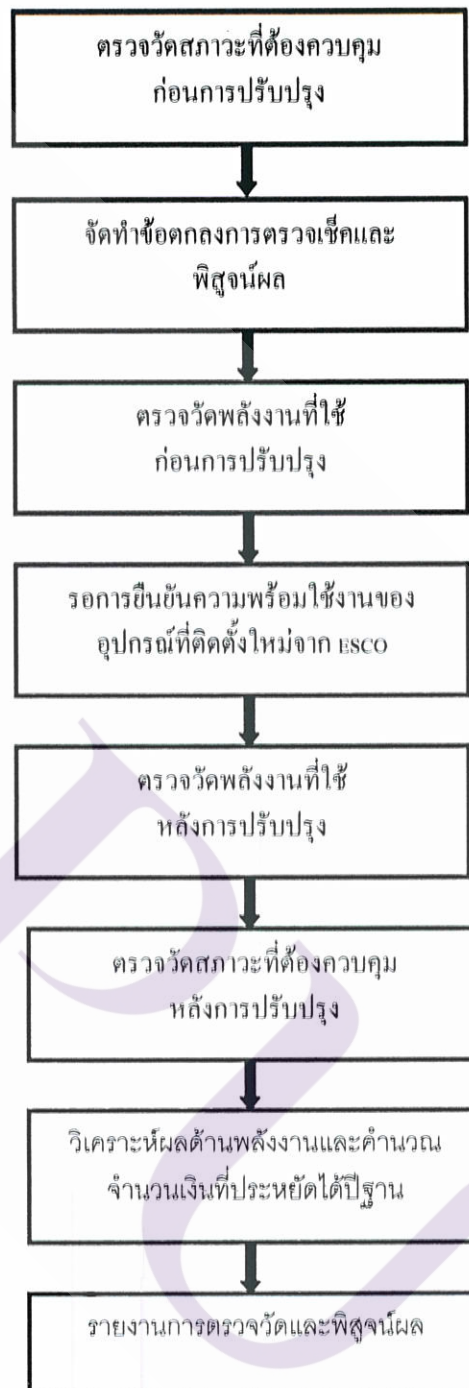 ตรวจวัดสภาวะที่ต้องควบคุม
ก่อนการปรับปรุง
จัดทำข้อตกลงการตรวจเช็คและ
พิสูจน์ผล
ตรวจวัดพลังงานที่ใช้
ก่อนการปรับปรุง
รอการยืนยันความพร้อมใช้งานของ
อุปกรณ์ที่ติดตั้งใหม่จาก ESCO
ตรวจวัดพลังงานที่ใช้
หลังการปรับปรุง
ตรวจวัดสภาวะที่ต้องควบคุม
หลังการปรับปรุง
วิเคราะห์ผลด้านพลังงานและคำนวณ
จำนวนเงินที่ประหยัดได้ปีฐาน
รายงานการตรวจวัดและพิสูจน์ผล